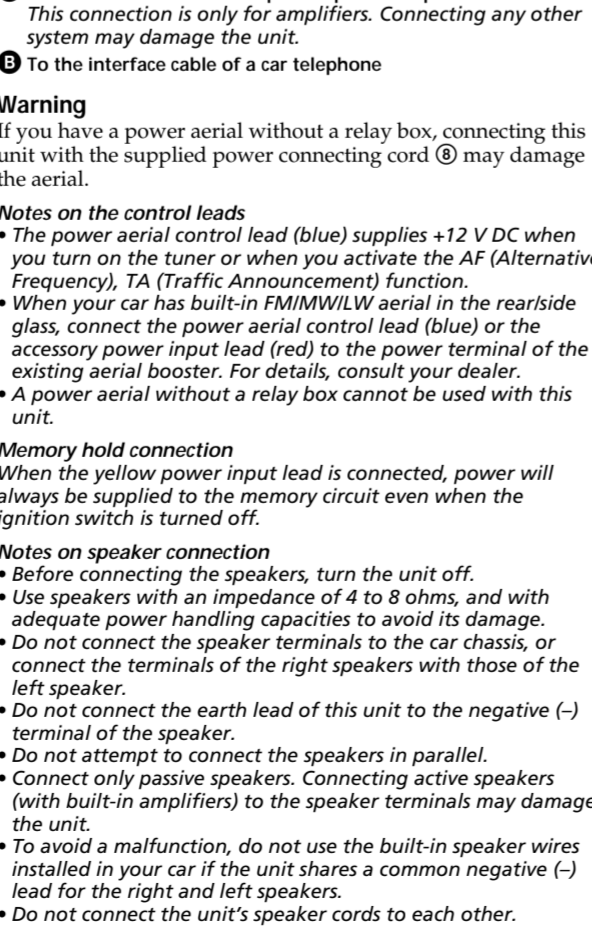 This connection is only for amplifiers. Connecting any other
system may damage the unit.
B To the interface cable of a car telephone
Warning
If you have a power aerial without a relay box, connecting this
unit with the supplied power connecting cord ⑧ may damage
the aerial.
Notes on the control leads
• The power aerial control lead (blue) supplies +12 V DC when
you turn on the tuner or when you activate the AF (Alternative
Frequency), TA (Traffic Announcement) function.
• When your car has built-in FM/MW/LW aerial in the rear/side
glass, connect the power aerial control lead (blue) or the
accessory power input lead (red) to the power terminal of the
existing aerial booster. For details, consult your dealer.
• A power aerial without a relay box cannot be used with this
unit.
Memory hold connection
When the yellow power input lead is connected, power will
always be supplied to the memory circuit even when the
ignition switch is turned off.
Notes on speaker connection
• Before connecting the speakers, turn the unit off.
• Use speakers with an impedance of 4 to 8 ohms, and with
adequate power handling capacities to avoid its damage.
• Do not connect the speaker terminals to the car chassis, or
connect the terminals of the right speakers with those of the
left speaker.
• Do not connect the earth lead of this unit to the negative (–)
terminal of the speaker.
• Do not attempt to connect the speakers in parallel.
• Connect only passive speakers. Connecting active speakers
(with built-in amplifiers) to the speaker terminals may damage
the unit.
• To avoid a malfunction, do not use the built-in speaker wires
installed in your car if the unit shares a common negative (–)
lead for the right and left speakers.
• Do not connect the unit's speaker cords to each other.